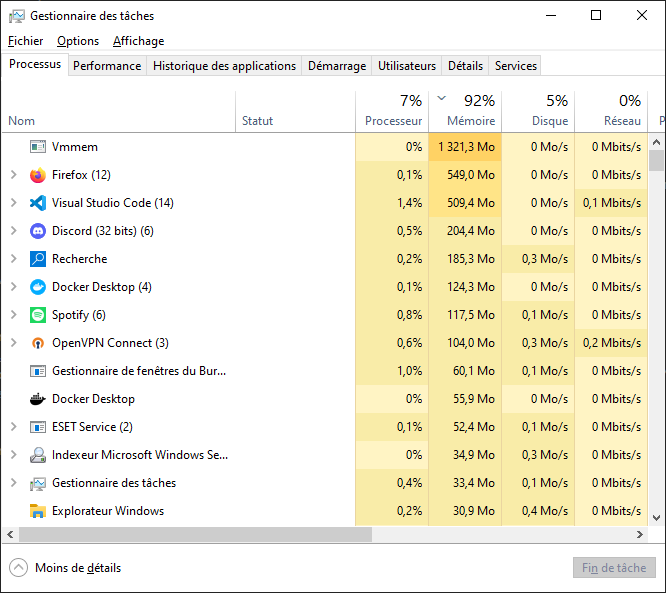 Gestionnaire des tâches
Fichier Options Affichage
Processus Performance Historique des applications Démarrage Utilisateurs Détails Services
7% 92% 5% 0%
Nom Statut Processeur Mémoire Disque Réseau P
Vmmem 0% 1 321,3 Mo 0 Mo/s 0 Mbits/s
Firefox (12) 0,1% 549,0 Mo 0 Mo/s 0 Mbits/s
Visual Studio Code (14) 1,4% 509,4 Mo 0 Mo/s 0,1 Mbits/s
Discord (32 bits) (6) 0,5% 204,4 Mo 0 Mo/s 0 Mbits/s
Recherche 0,2% 185,3 Mo 0,3 Mo/s 0 Mbits/s
Docker Desktop (4) 0,1% 124,3 Mo 0 Mo/s 0 Mbits/s
Spotify (6) 0,8% 117,5 Mo 0,1 Mo/s 0 Mbits/s
OpenVPN Connect (3) 0,6% 104,0 Mo 0,3 Mo/s 0,2 Mbits/s
Gestionnaire de fenêtres du Bur... 1,0% 60,1 Mo 0,1 Mo/s 0 Mbits/s
Docker Desktop 0% 55,9 Mo 0 Mo/s 0 Mbits/s
ESET Service (2) 0,1% 52,4 Mo 0,1 Mo/s 0 Mbits/s
Indexeur Microsoft Windows Se... 0% 34,9 Mo 0,3 Mo/s 0 Mbits/s
Gestionnaire des tâches 0,4% 33,4 Mo 0,1 Mo/s 0 Mbits/s
Explorateur Windows 0,2% 30,9 Mo 0,4 Mo/s 0 Mbits/s
Moins de détails Fin de tâche